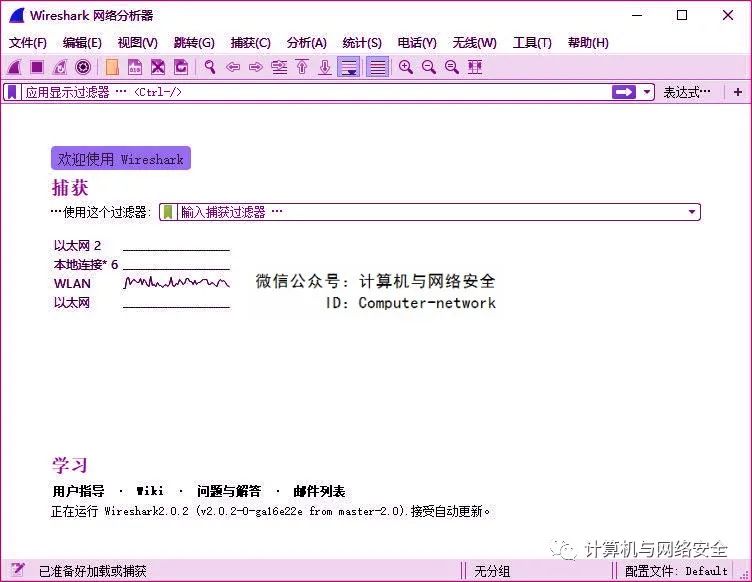 Wireshark 网络分析器
文件(F) 编辑(E) 视图(V) 跳转(G) 捕获(C) 分析(A) 统计(S) 电话(Y) 无线(W) 工具(T) 帮助(H)
应用显示过滤器 … <Ctrl-/> 表达式… +
欢迎使用 Wireshark
捕获
…使用这个过滤器: 输入捕获过滤器 …
以太网 2
本地连接* 6
WLAN
以太网
微信公众号：计算机与网络安全
ID：Computer-network
学习
用户指导 · Wiki · 问题与解答 · 邮件列表
正在运行 Wireshark2.0.2 (v2.0.2-0-ga16e22e from master-2.0).接受自动更新。
计算机与网络安全
已准备好加载或捕获 无分组 配置文件: Default